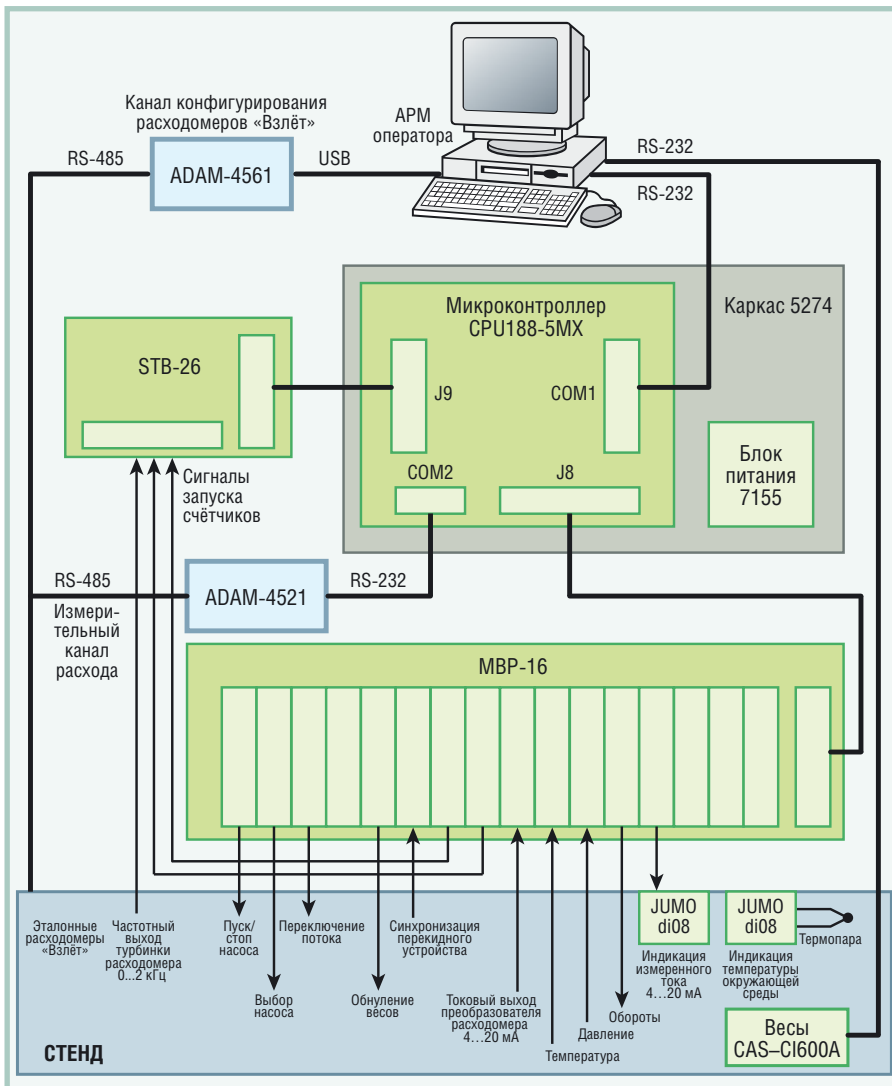 Канал конфигурирования
расходомеров «Взлёт»
АРМ
оператора
RS-485
ADAM-4561
USB
RS-232
RS-232
Микроконтроллер
CPU188-5MX
Каркас 5274
STB-26
J9
COM1
COM2
J8
Блок
питания
7155
Сигналы
запуска
счётчиков
RS-485
ADAM-4521
RS-232
Измери-
тельный
канал
расхода
МВР-16
Эталонные
расходомеры
«Взлёт»
Частотный
выход
турбинки
расходомера
0...2 кГц
Пуск/
стоп
насоса
Выбор
насоса
Переключение
потока
Обнуление
весов
Синхронизация
перекидного
устройства
Токовый выход
преобразователя
расходомера
4...20 мА
Температура
Давление
Обороты
JUMO
di08
Индикация
измеренного
тока
4...20 мА
JUMO
di08
Индикация
температуры
окружающей
среды
Термопара
Весы
CAS–CI600A
СТЕНД